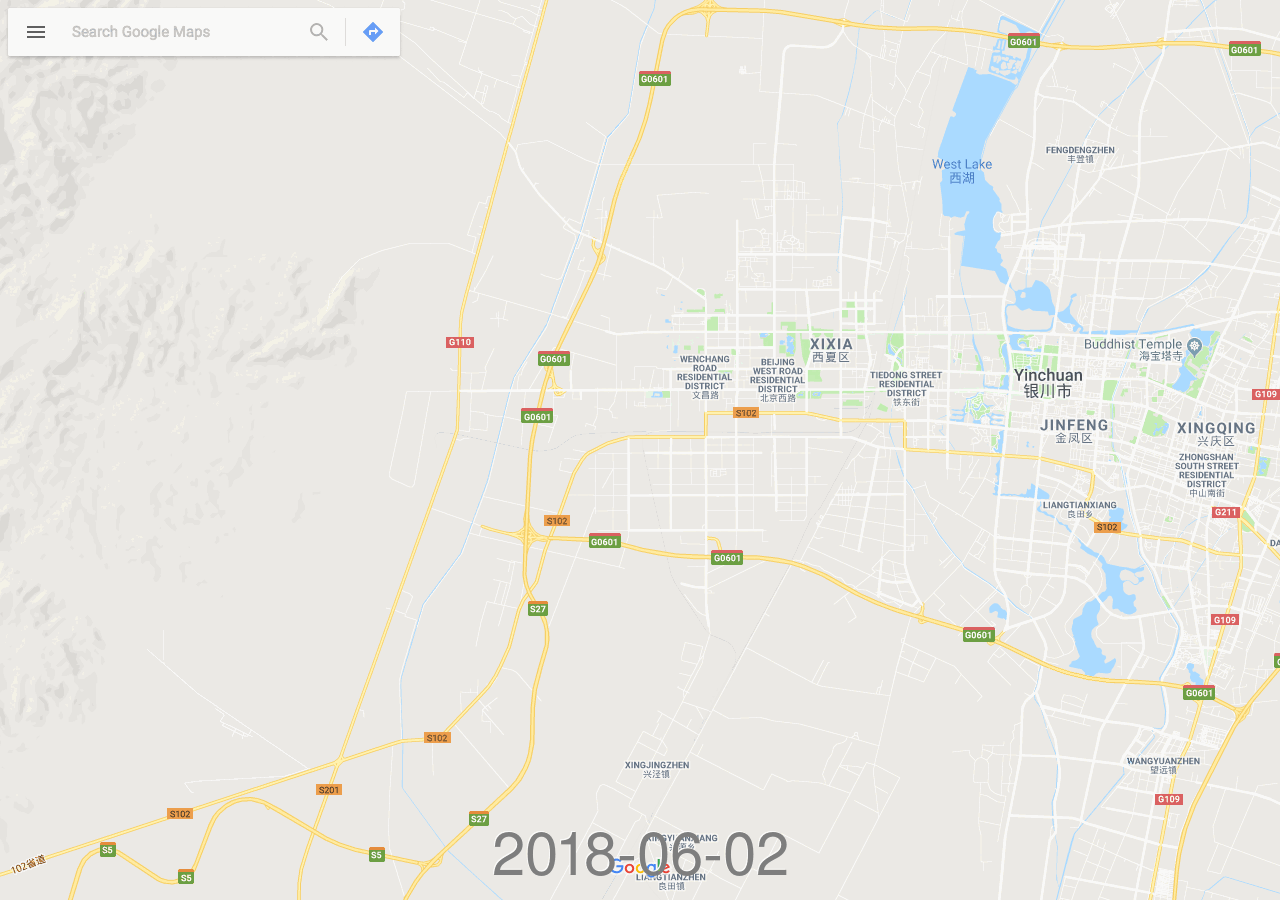 Search Google Maps
G0601
G0601
G0601
FENGDENGZHEN
丰登镇
West Lake
西湖
G110
XIXIA
西夏区
Buddhist Temple
海宝塔寺
G0601
WENCHANG
ROAD
RESIDENTIAL
DISTRICT
文昌路
BEIJING
WEST ROAD
RESIDENTIAL
DISTRICT
北京西路
TIEDONG STREET
RESIDENTIAL
DISTRICT
铁东街
Yinchuan
银川市
G109
G0601
S102
JINFENG
金凤区
XINGQING
兴庆区
ZHONGSHAN
SOUTH STREET
RESIDENTIAL
DISTRICT
中山南街
LIANGTIANXIANG
良田乡
G211
S102
S102
G0601
G0601
DA
S27
G109
G0601
G0601
S102
XINGJINGZHEN
兴泾镇
WANGYUANZHEN
望远镇
S201
G109
S102
S27
S5
S5
S5
102省道
2018-06-02
Google
LIANGTIANZHEN
良田镇